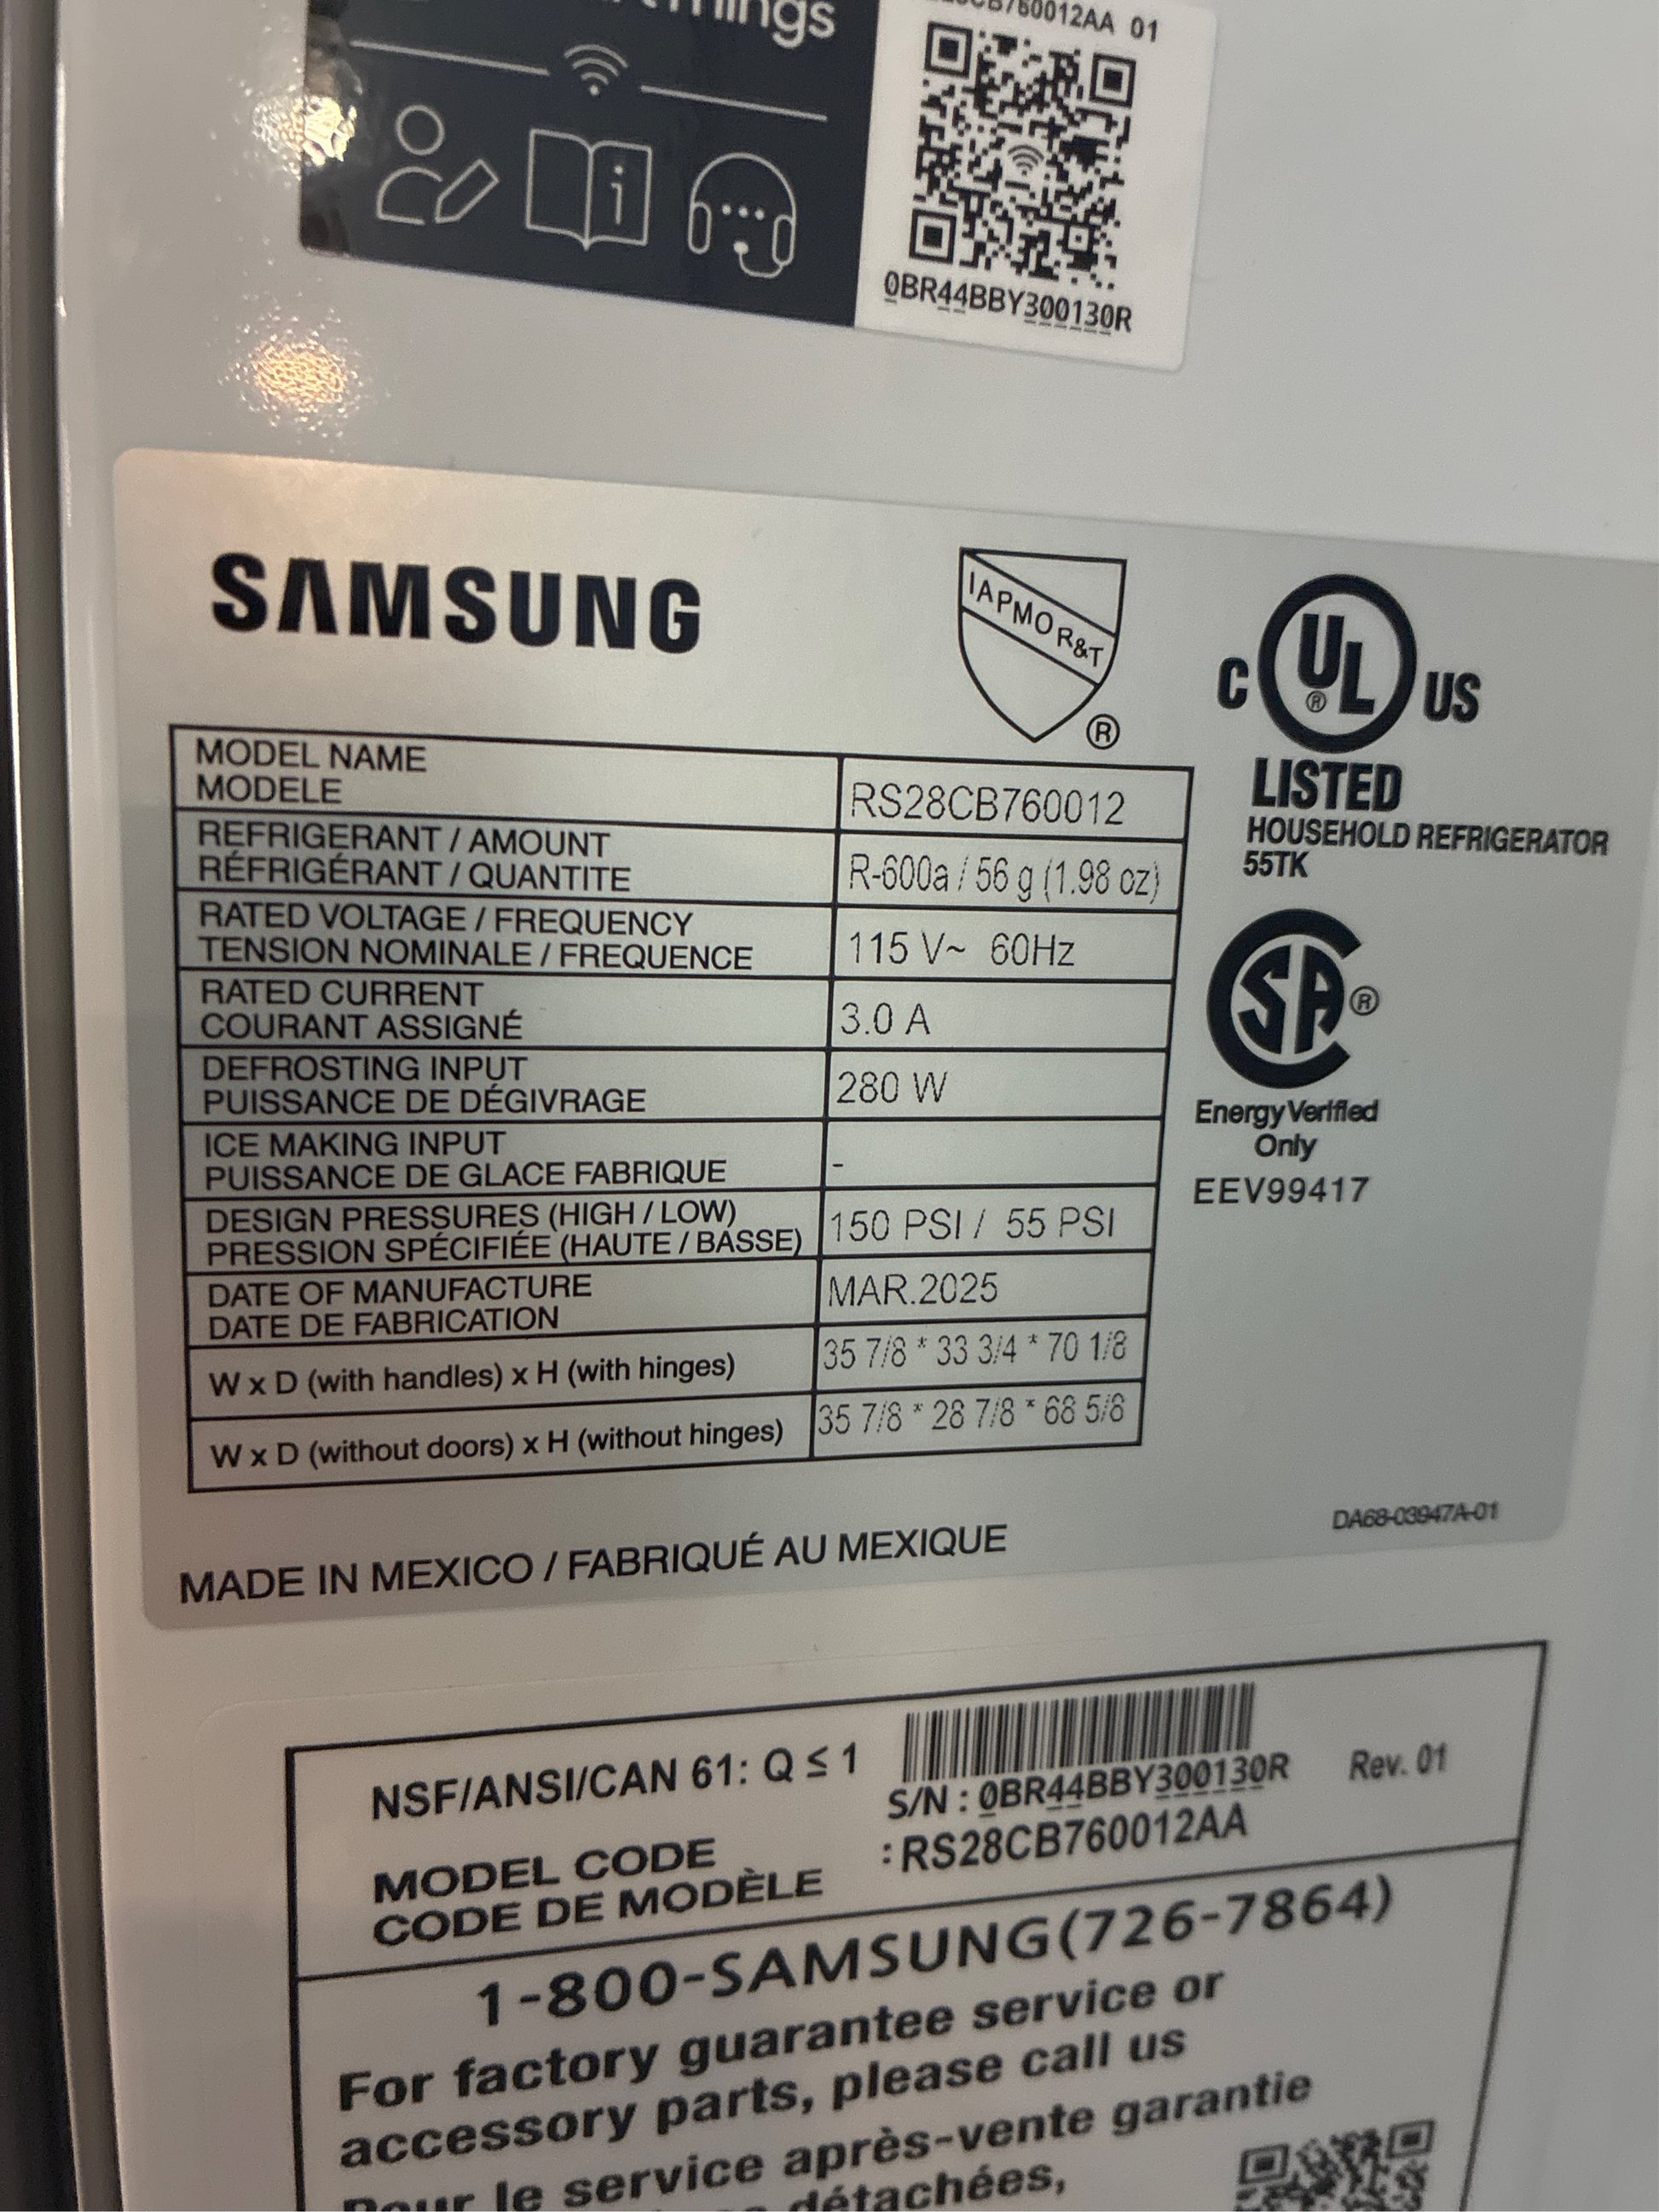 01
0BR44BBY300130R
SAMSUNG
IAPMO R&T
®
C UL US
®
LISTED
HOUSEHOLD REFRIGERATOR
55TK
MODEL NAME
MODELE
RS28CB760012
REFRIGERANT / AMOUNT
RÉFRIGÉRANT / QUANTITE
R-600a / 56 g (1.98 oz)
RATED VOLTAGE / FREQUENCY
TENSION NOMINALE / FREQUENCE
115 V~ 60Hz
RATED CURRENT
COURANT ASSIGNÉ
3.0 A
DEFROSTING INPUT
PUISSANCE DE DÉGIVRAGE
280 W
ICE MAKING INPUT
PUISSANCE DE GLACE FABRIQUE
-
DESIGN PRESSURES (HIGH / LOW)
PRESSION SPÉCIFIÉE (HAUTE / BASSE)
150 PSI / 55 PSI
DATE OF MANUFACTURE
DATE DE FABRICATION
MAR.2025
W x D (with handles) x H (with hinges)
35 7/8 * 33 3/4 * 70 1/8
W x D (without doors) x H (without hinges)
35 7/8 * 28 7/8 * 68 5/8
SA ®
Energy Verified
Only
EEV99417
DA68-03947A-01
MADE IN MEXICO / FABRIQUÉ AU MEXIQUE
NSF/ANSI/CAN 61: Q ≤ 1
S/N : 0BR44BBY300130R
Rev. 01
MODEL CODE
CODE DE MODÈLE
: RS28CB760012AA
1-800-SAMSUNG(726-7864)
For factory guarantee service or
accessory parts, please call us
Pour le service après-vente garantie
détachées,